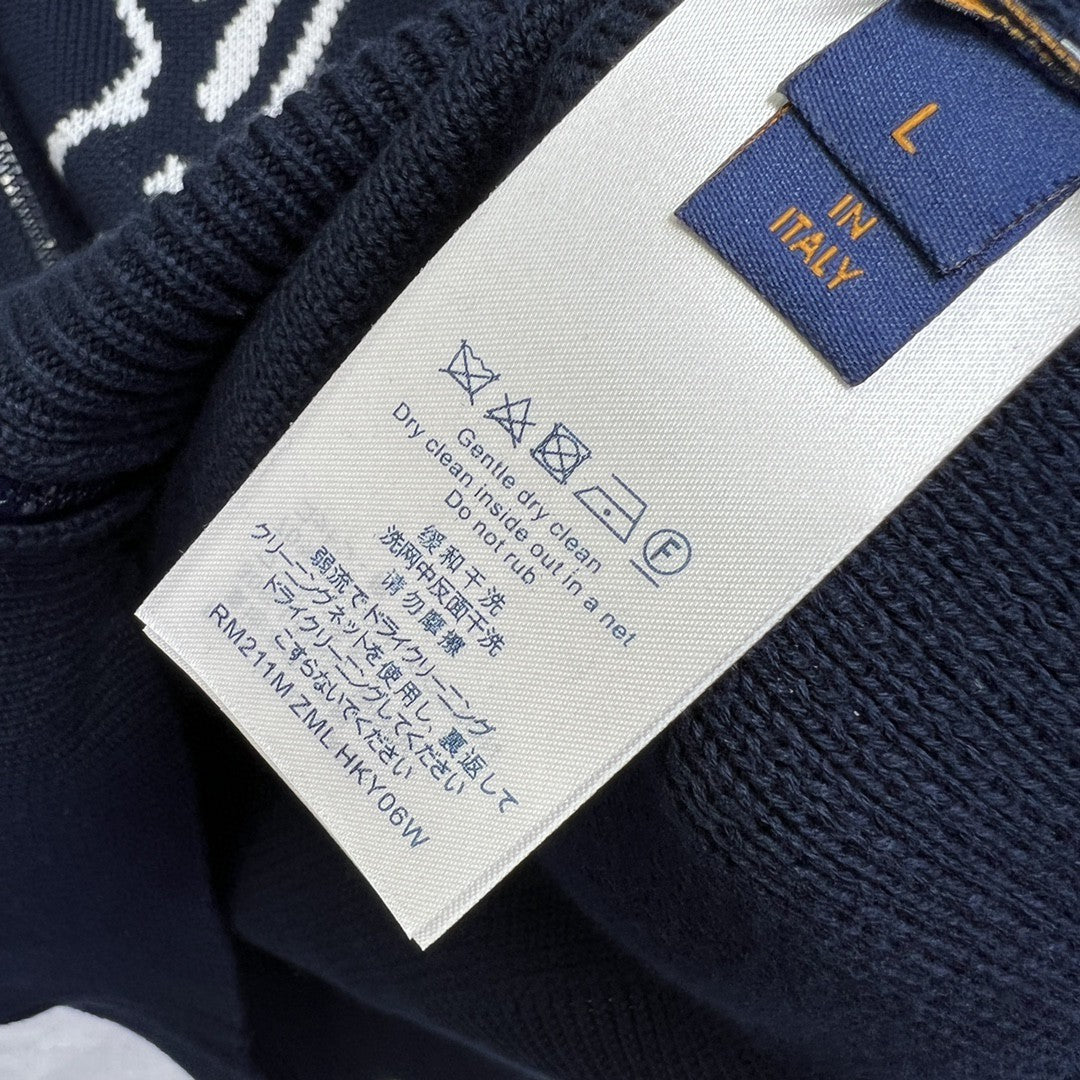 L
IN
ITALY
Gentle dry clean
Dry clean inside out in a net
Do not rub
F
缓和干洗
洗网中反面干洗
请勿摩擦
弱流でドライクリーニング
クリーニングネットを使用し、裏返して
ドライクリーニングしてください
こすらないでください
RM211M ZML HKY06W